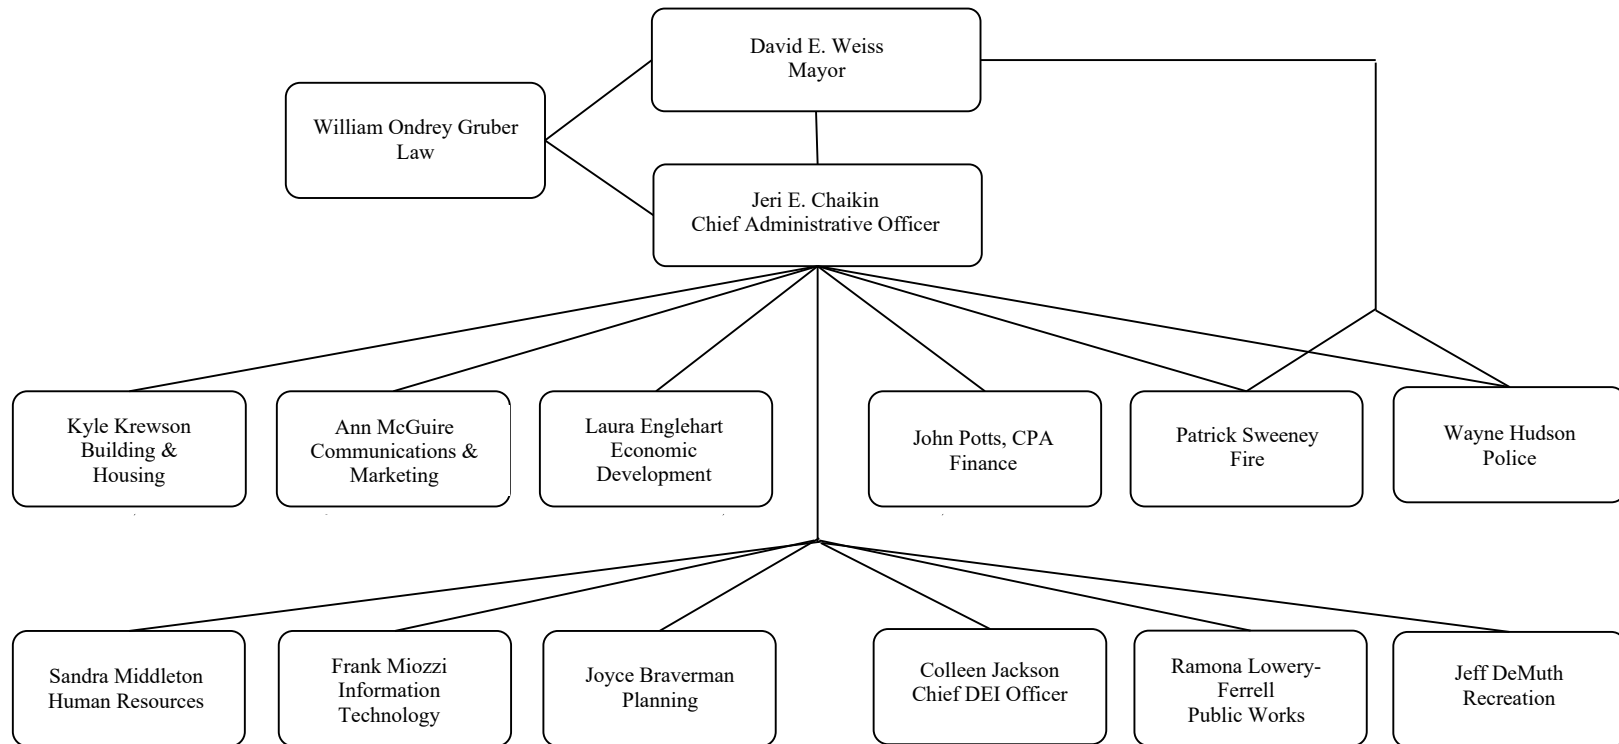 David E. Weiss
Mayor
William Ondrey Gruber
Law
Jeri E. Chaikin
Chief Administrative Officer
Kyle Krewson
Building &
Housing
Ann McGuire
Communications &
Marketing
Laura Englehart
Economic
Development
John Potts, CPA
Finance
Patrick Sweeney
Fire
Wayne Hudson
Police
Sandra Middleton
Human Resources
Frank Miozzi
Information
Technology
Joyce Braverman
Planning
Colleen Jackson
Chief DEI Officer
Ramona Lowery-
Ferrell
Public Works
Jeff DeMuth
Recreation